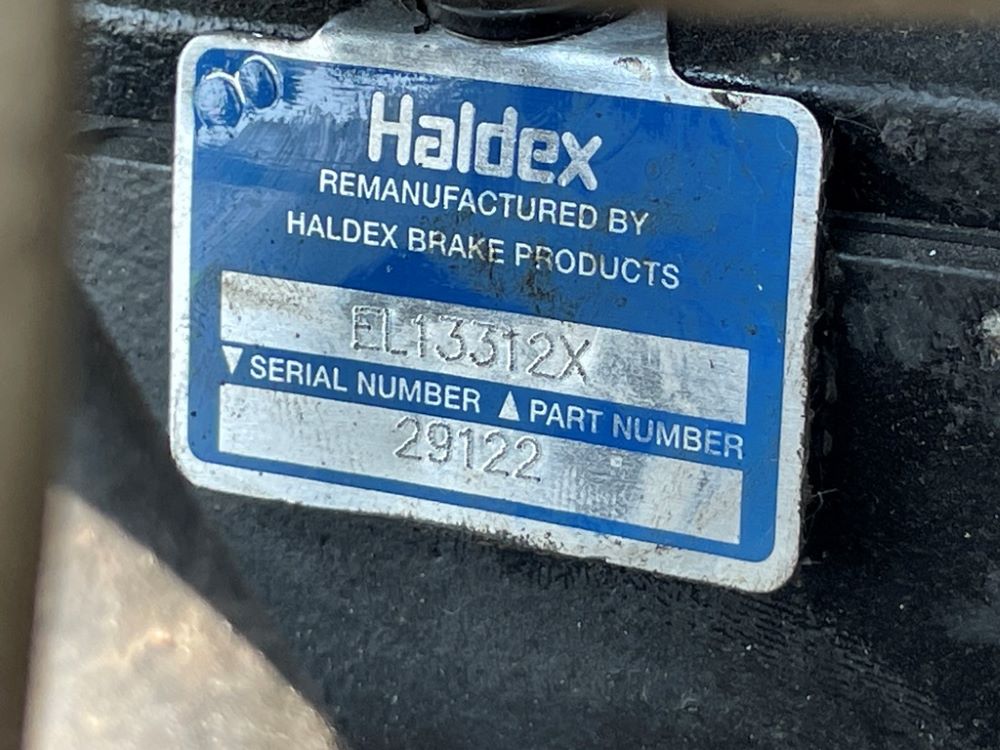 Haldex
REMANUFACTURED BY
HALDEX BRAKE PRODUCTS
EL13312X
▼ SERIAL NUMBER ▲ PART NUMBER
29122